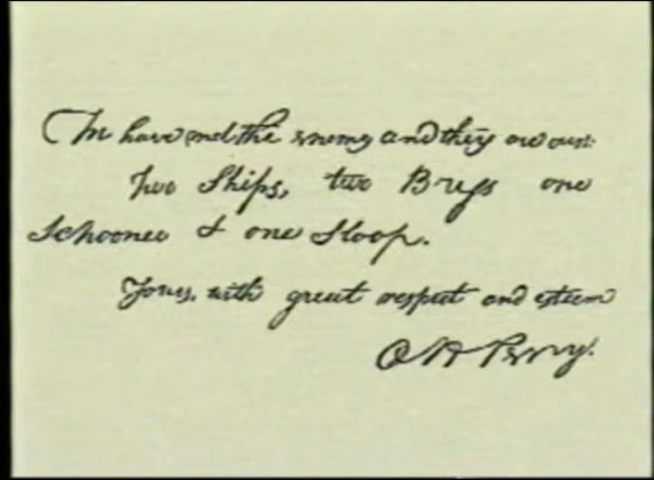 We have met the enemy and they are ours:
Two Ships, two Brigs one
Schooner & one Sloop.
Yours, with great respect and esteem
O H Perry.